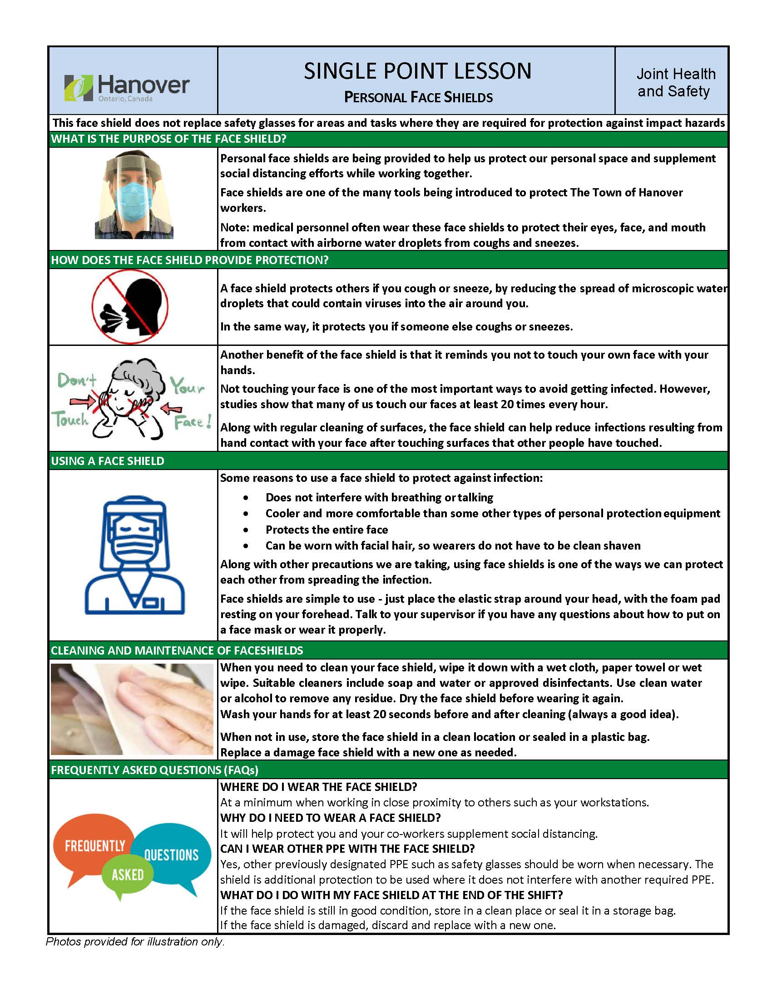 Hanover
Ontario, Canada
SINGLE POINT LESSON
PERSONAL FACE SHIELDS
Joint Health
and Safety
This face shield does not replace safety glasses for areas and tasks where they are required for protection against impact hazards
WHAT IS THE PURPOSE OF THE FACE SHIELD?
Personal face shields are being provided to help us protect our personal space and supplement
social distancing efforts while working together.
Face shields are one of the many tools being introduced to protect The Town of Hanover
workers.
Note: medical personnel often wear these face shields to protect their eyes, face, and mouth
from contact with airborne water droplets from coughs and sneezes.
HOW DOES THE FACE SHIELD PROVIDE PROTECTION?
A face shield protects others if you cough or sneeze, by reducing the spread of microscopic water
droplets that could contain viruses into the air around you.
In the same way, it protects you if someone else coughs or sneezes.
Don't
Touch
Your
Face!
Another benefit of the face shield is that it reminds you not to touch your own face with your
hands.
Not touching your face is one of the most important ways to avoid getting infected. However,
studies show that many of us touch our faces at least 20 times every hour.
Along with regular cleaning of surfaces, the face shield can help reduce infections resulting from
hand contact with your face after touching surfaces that other people have touched.
USING A FACE SHIELD
Some reasons to use a face shield to protect against infection:
• Does not interfere with breathing or talking
• Cooler and more comfortable than some other types of personal protection equipment
• Protects the entire face
• Can be worn with facial hair, so wearers do not have to be clean shaven
Along with other precautions we are taking, using face shields is one of the ways we can protect
each other from spreading the infection.
Face shields are simple to use - just place the elastic strap around your head, with the foam pad
resting on your forehead. Talk to your supervisor if you have any questions about how to put on
a face mask or wear it properly.
CLEANING AND MAINTENANCE OF FACESHIELDS
When you need to clean your face shield, wipe it down with a wet cloth, paper towel or wet
wipe. Suitable cleaners include soap and water or approved disinfectants. Use clean water
or alcohol to remove any residue. Dry the face shield before wearing it again.
Wash your hands for at least 20 seconds before and after cleaning (always a good idea).
When not in use, store the face shield in a clean location or sealed in a plastic bag.
Replace a damage face shield with a new one as needed.
FREQUENTLY ASKED QUESTIONS (FAQs)
FREQUENTLY
ASKED
QUESTIONS
WHERE DO I WEAR THE FACE SHIELD?
At a minimum when working in close proximity to others such as your workstations.
WHY DO I NEED TO WEAR A FACE SHIELD?
It will help protect you and your co-workers supplement social distancing.
CAN I WEAR OTHER PPE WITH THE FACE SHIELD?
Yes, other previously designated PPE such as safety glasses should be worn when necessary. The
shield is additional protection to be used where it does not interfere with another required PPE.
WHAT DO I DO WITH MY FACE SHIELD AT THE END OF THE SHIFT?
If the face shield is still in good condition, store in a clean place or seal it in a storage bag.
If the face shield is damaged, discard and replace with a new one.
Photos provided for illustration only.